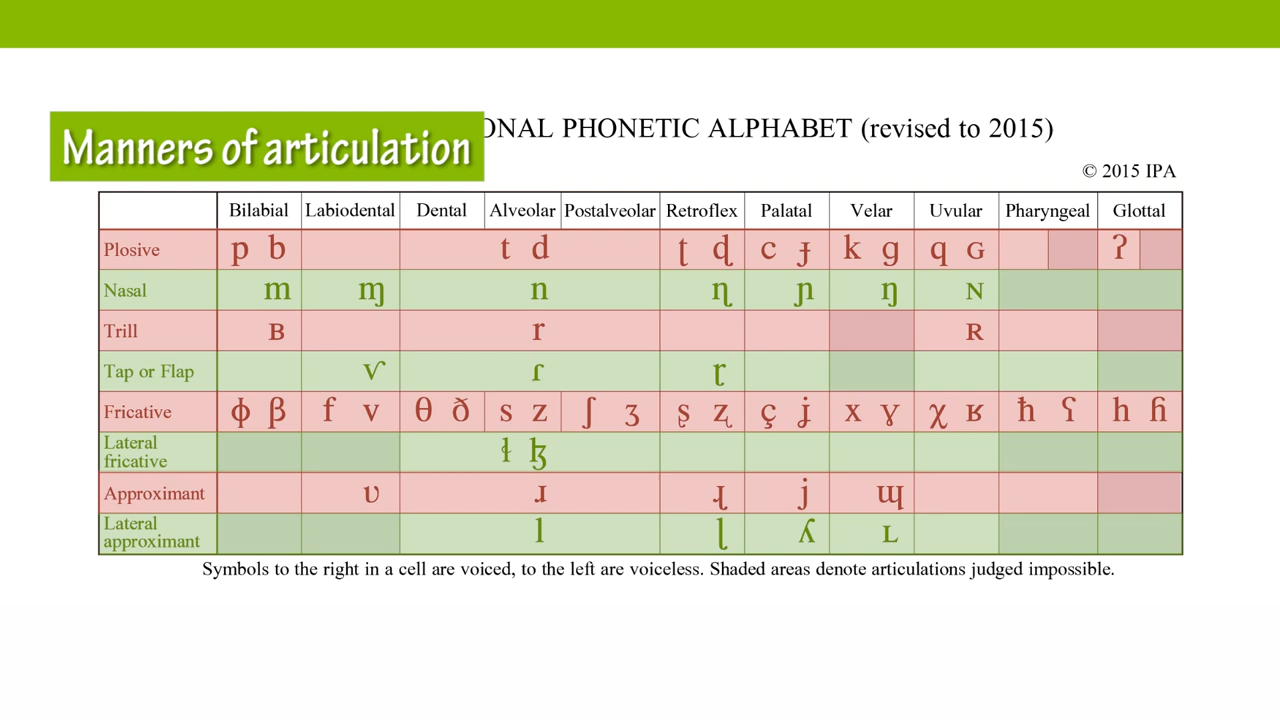 Manners of articulation
ONAL PHONETIC ALPHABET (revised to 2015)
© 2015 IPA
Bilabial Labiodental Dental Alveolar Postalveolar Retroflex Palatal Velar Uvular Pharyngeal Glottal
Plosive p b t d ʈ ɖ c ɟ k ɡ q ɢ ʔ
Nasal m ɱ n ɳ ɲ ŋ ɴ
Trill ʙ r ʀ
Tap or Flap ⱱ ɾ ɽ
Fricative ɸ β f v θ ð s z ʃ ʒ ʂ ʐ ç ʝ x ɣ χ ʁ ħ ʕ h ɦ
Lateral
fricative ɬ ɮ
Approximant ʋ ɹ ɻ j ɰ
Lateral
approximant l ɭ ʎ ʟ
Symbols to the right in a cell are voiced, to the left are voiceless. Shaded areas denote articulations judged impossible.